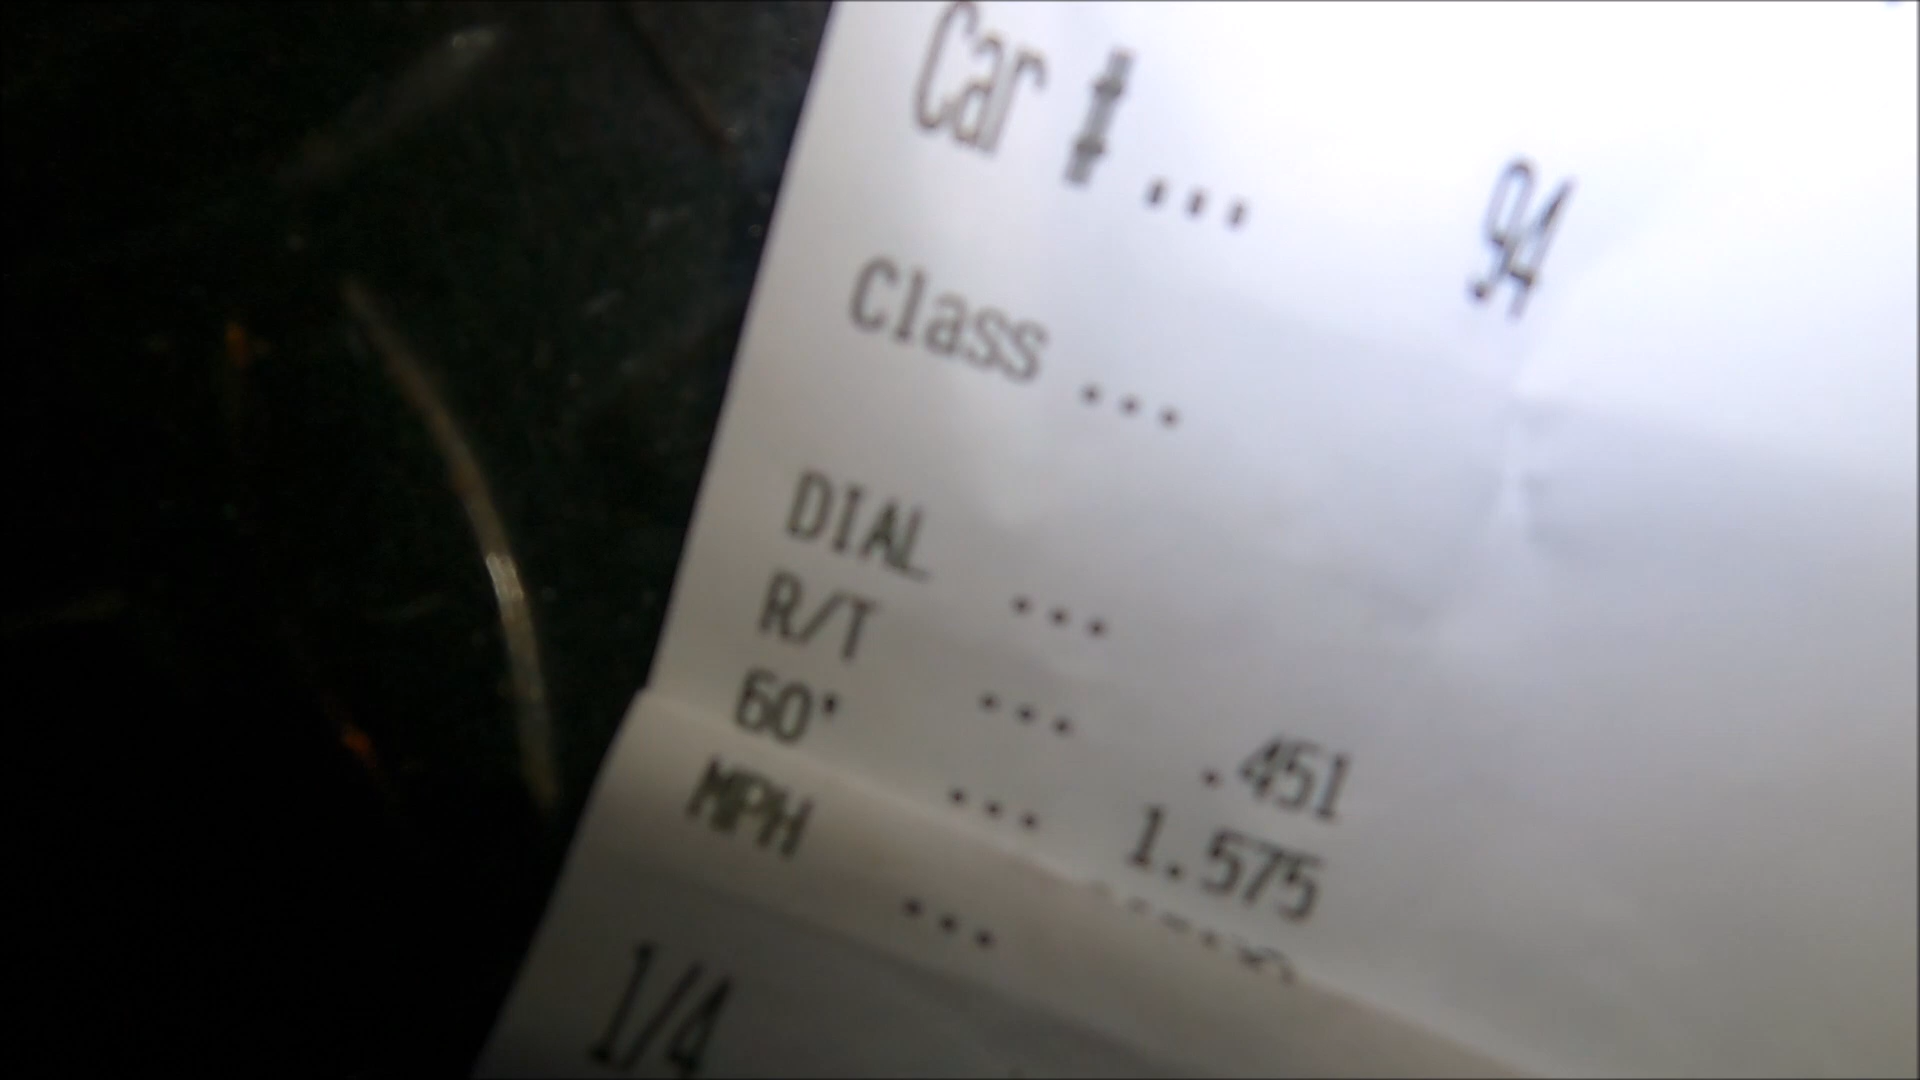 Car # ... 94
Class ...
DIAL ...
R/T ... .451
60' ... 1.575
MPH ...
1/4